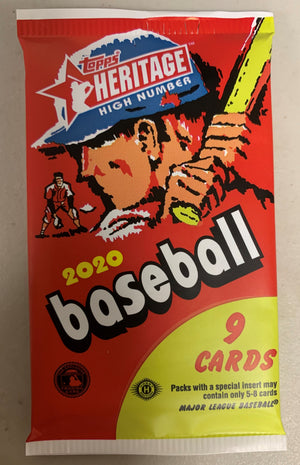 Topps
HERITAGE
HIGH NUMBER
2020
baseball
9
CARDS
Packs with a special insert may
contain only 5-8 cards
MAJOR LEAGUE BASEBALL®
H